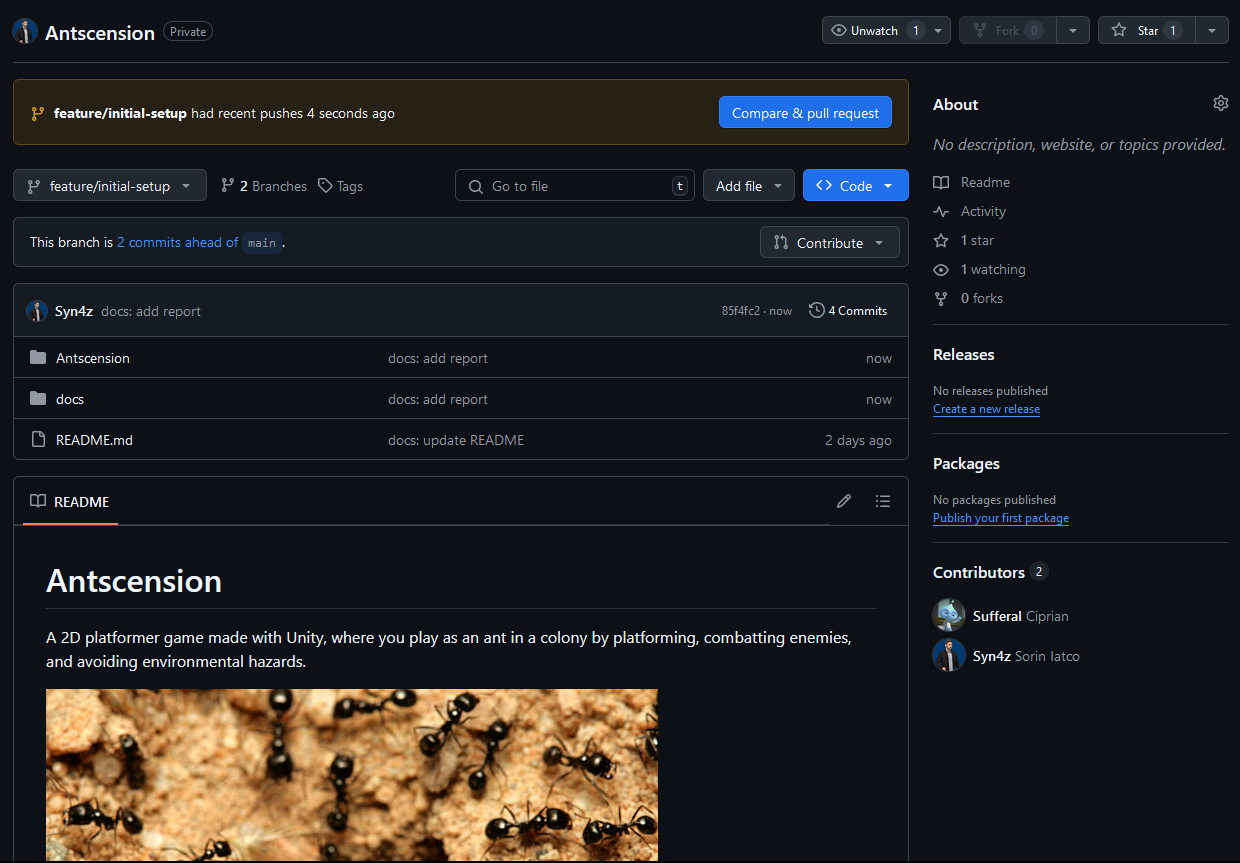 Antscension Private Unwatch 1 Fork 0 Star 1
feature/initial-setup had recent pushes 4 seconds ago Compare & pull request
feature/initial-setup 2 Branches Tags Go to file t Add file Code
This branch is 2 commits ahead of main . Contribute
Syn4z docs: add report 85f4fc2 · now 4 Commits
Antscension docs: add report now
docs docs: add report now
README.md docs: update README 2 days ago
README
Antscension
A 2D platformer game made with Unity, where you play as an ant in a colony by platforming, combatting enemies,
and avoiding environmental hazards.
About
No description, website, or topics provided.
Readme
Activity
1 star
1 watching
0 forks
Releases
No releases published
Create a new release
Packages
No packages published
Publish your first package
Contributors 2
Sufferal Ciprian
Syn4z Sorin Iatco